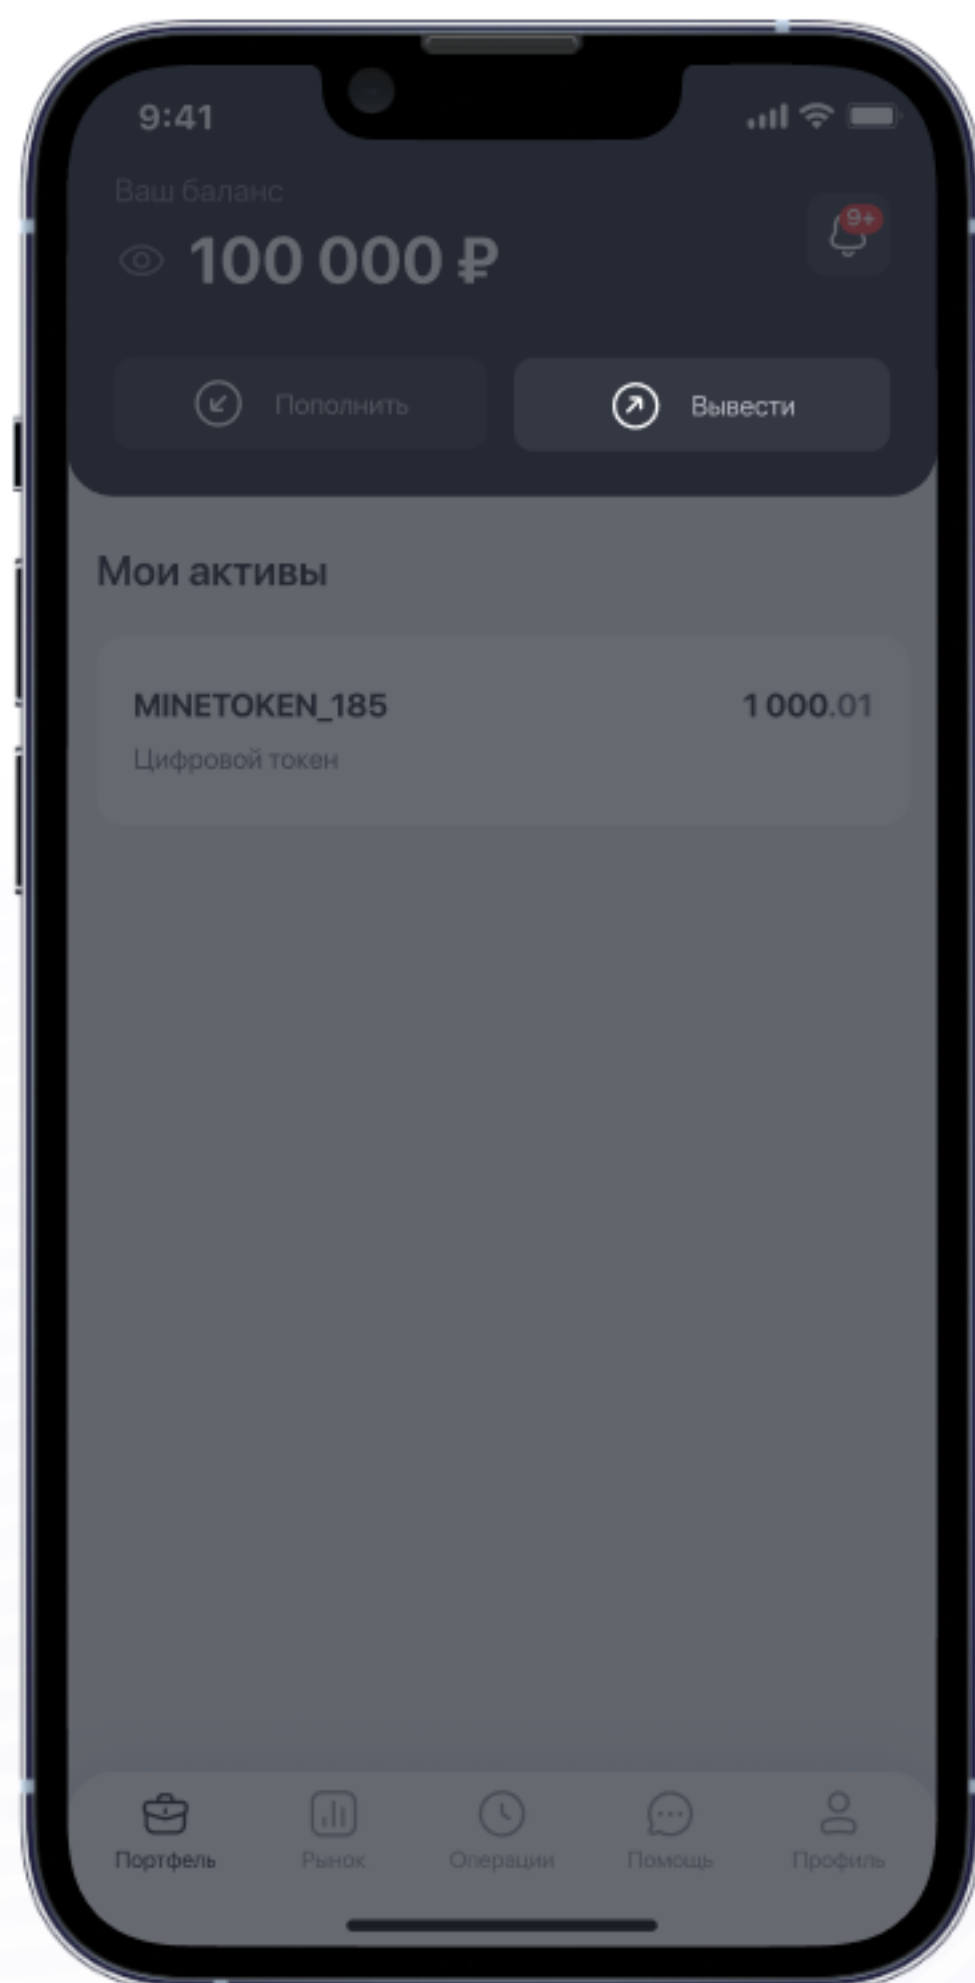 9:41
Ваш баланс
9+
100 000 ₽
Пополнить
Вывести
Мои активы
MINETOKEN_185
1 000.01
Цифровой токен
Портфель
Рынок
Операции
Помощь
Профиль